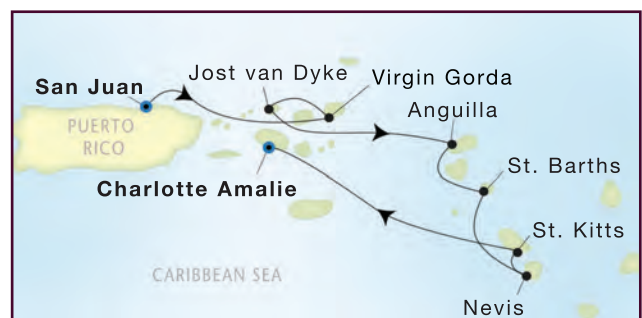 San Juan
Jost van Dyke
Virgin Gorda
Anguilla
PUERTO
RICO
St. Barths
Charlotte Amalie
St. Kitts
CARIBBEAN SEA
Nevis